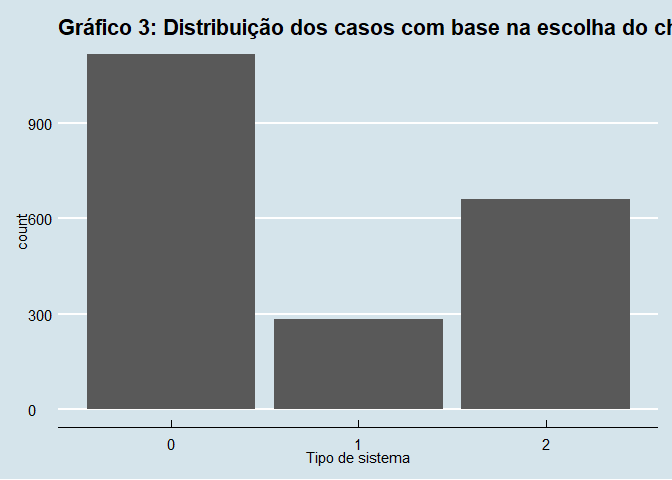 Gráfico 3: Distribuição dos casos com base na escolha do
900
600
300
0
count
0
1
2
Tipo de sistema